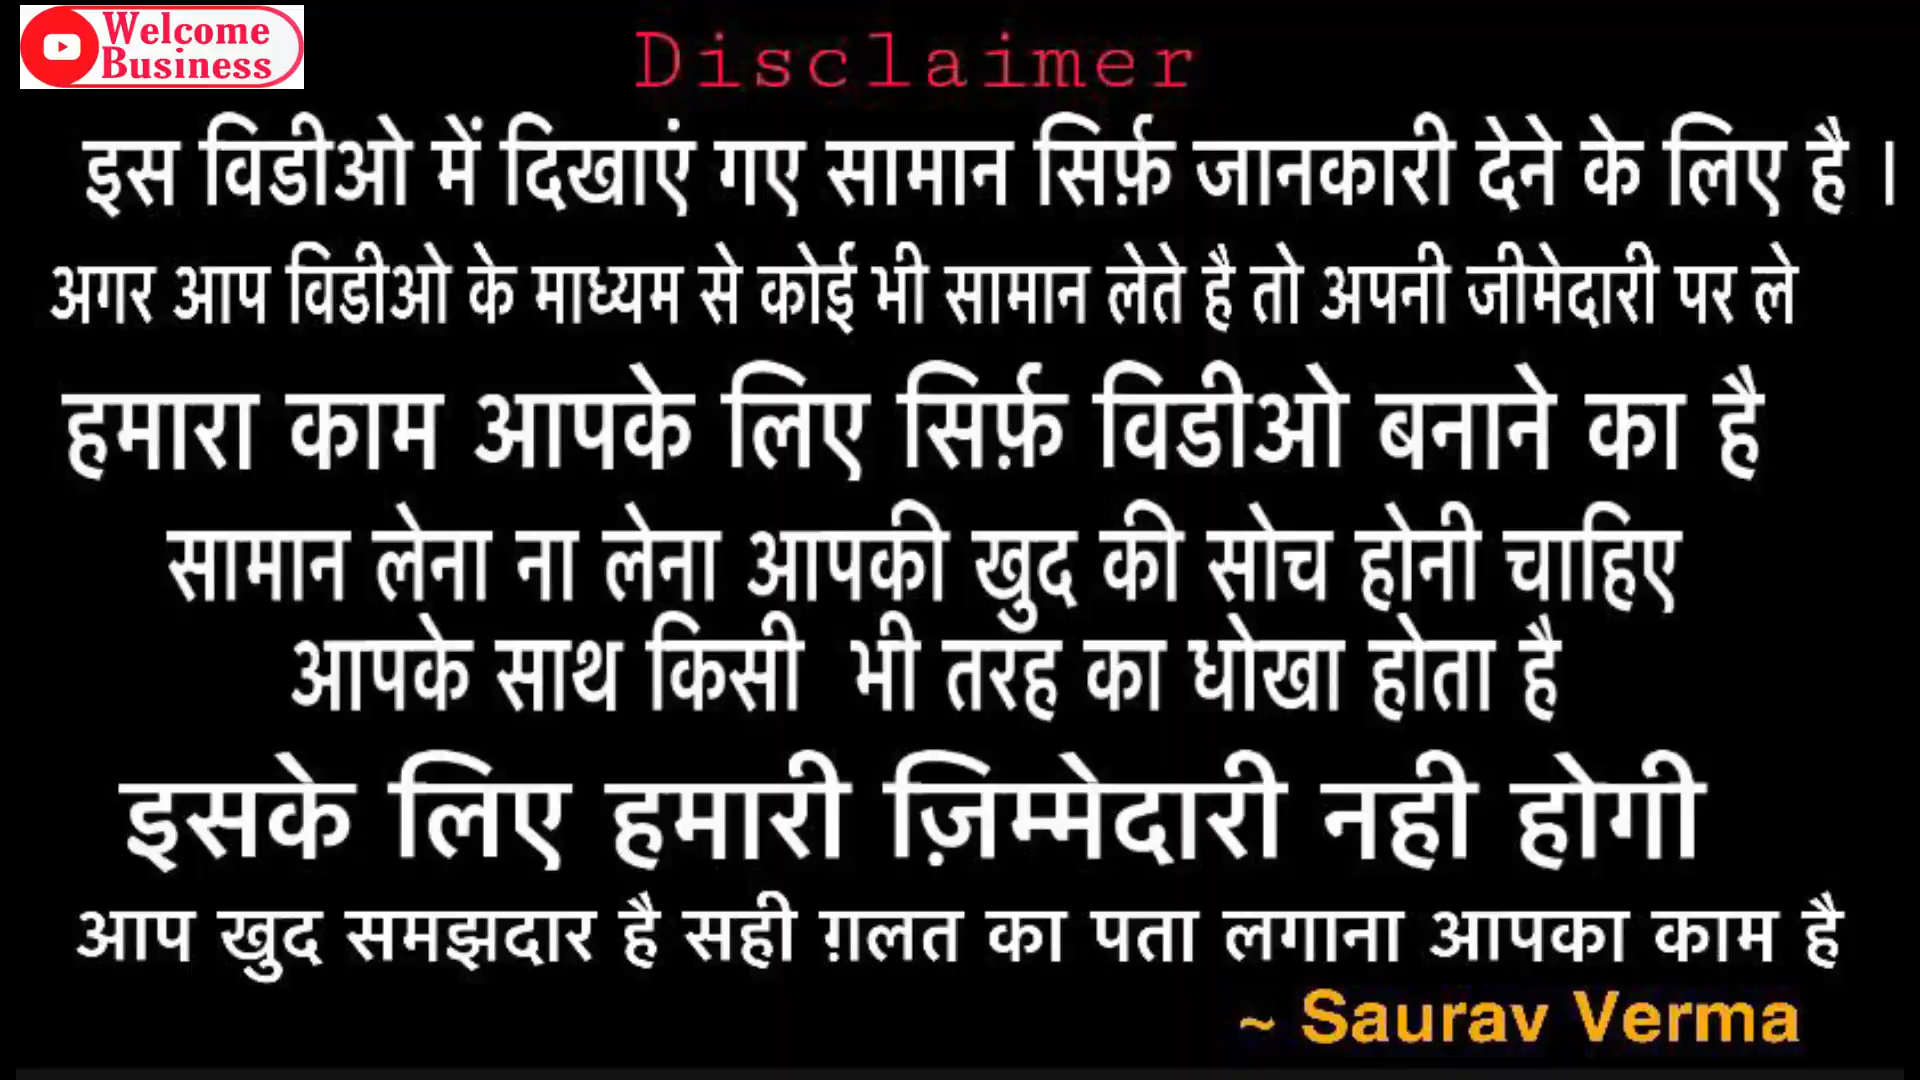 Welcome
Business
Disclaimer
इस विडीओ में दिखाएं गए सामान सिर्फ़ जानकारी देने के लिए है ।
अगर आप विडीओ के माध्यम से कोई भी सामान लेते है तो अपनी जीमेदारी पर ले
हमारा काम आपके लिए सिर्फ़ विडीओ बनाने का है
सामान लेना ना लेना आपकी खुद की सोच होनी चाहिए
आपके साथ किसी भी तरह का धोखा होता है
इसके लिए हमारी ज़िम्मेदारी नही होगी
आप खुद समझदार है सही ग़लत का पता लगाना आपका काम है
~ Saurav Verma